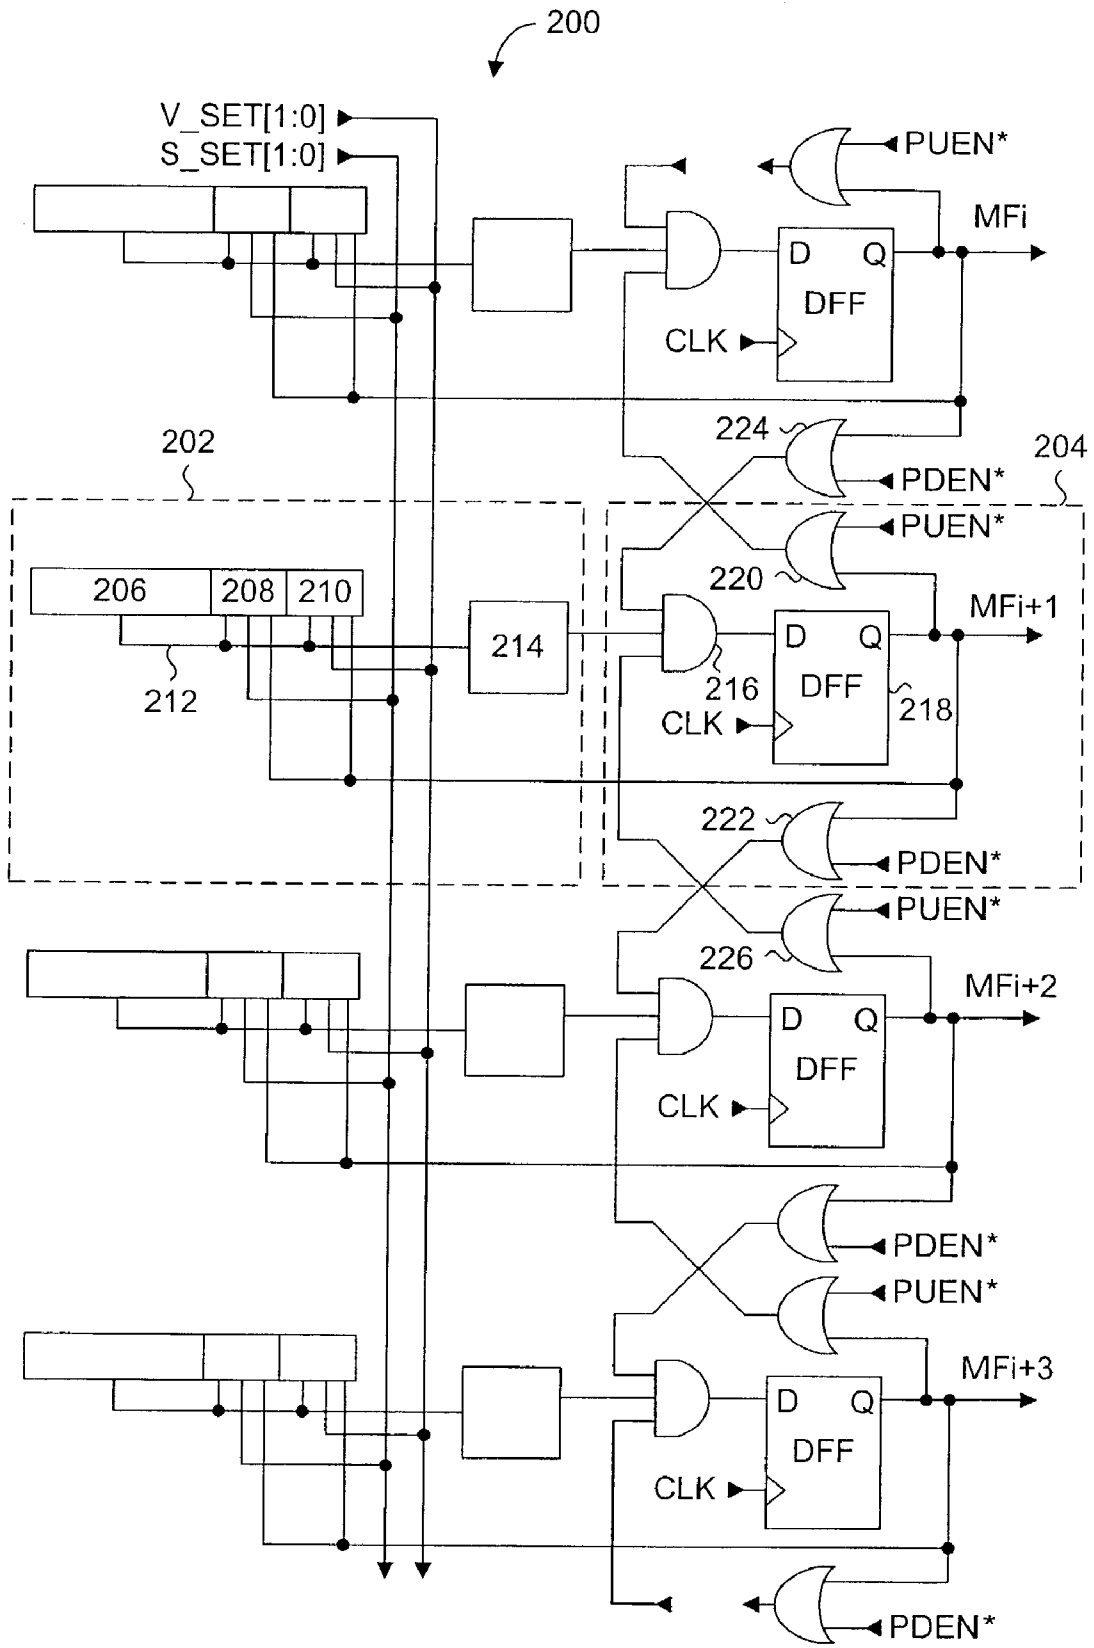 200
V_SET[1:0]
S_SET[1:0]
PUEN*
MFi
D Q
DFF
CLK
202
224
204
PDEN*
PUEN*
220
206 208 210
MFi+1
D Q
214
216
DFF
218
212
CLK
222
PDEN*
PUEN*
226
MFi+2
D Q
DFF
CLK
PDEN*
PUEN*
MFi+3
D Q
DFF
CLK
PDEN*